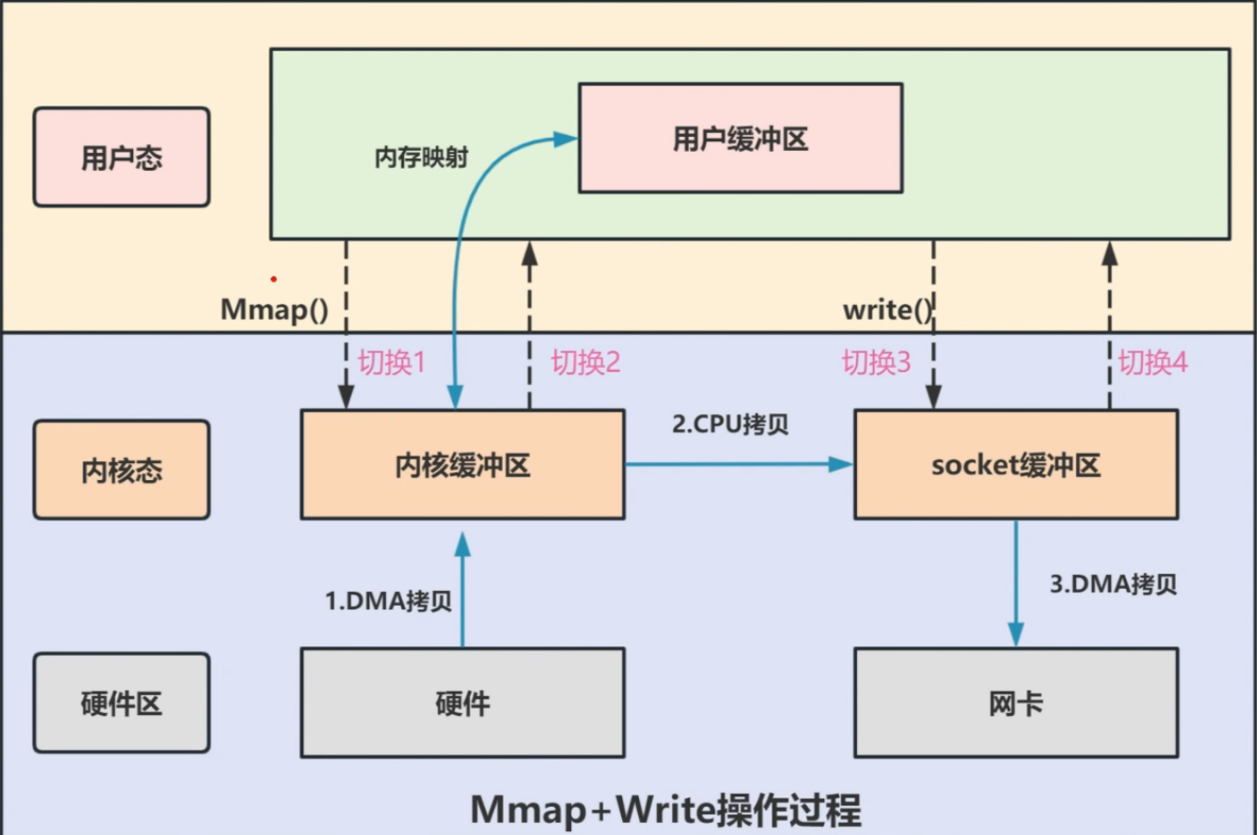 用户态
内存映射
用户缓冲区
Mmap()
write()
切换1
切换2
切换3
切换4
内核态
内核缓冲区
2.CPU拷贝
socket缓冲区
1.DMA拷贝
3.DMA拷贝
硬件区
硬件
网卡
Mmap+Write操作过程